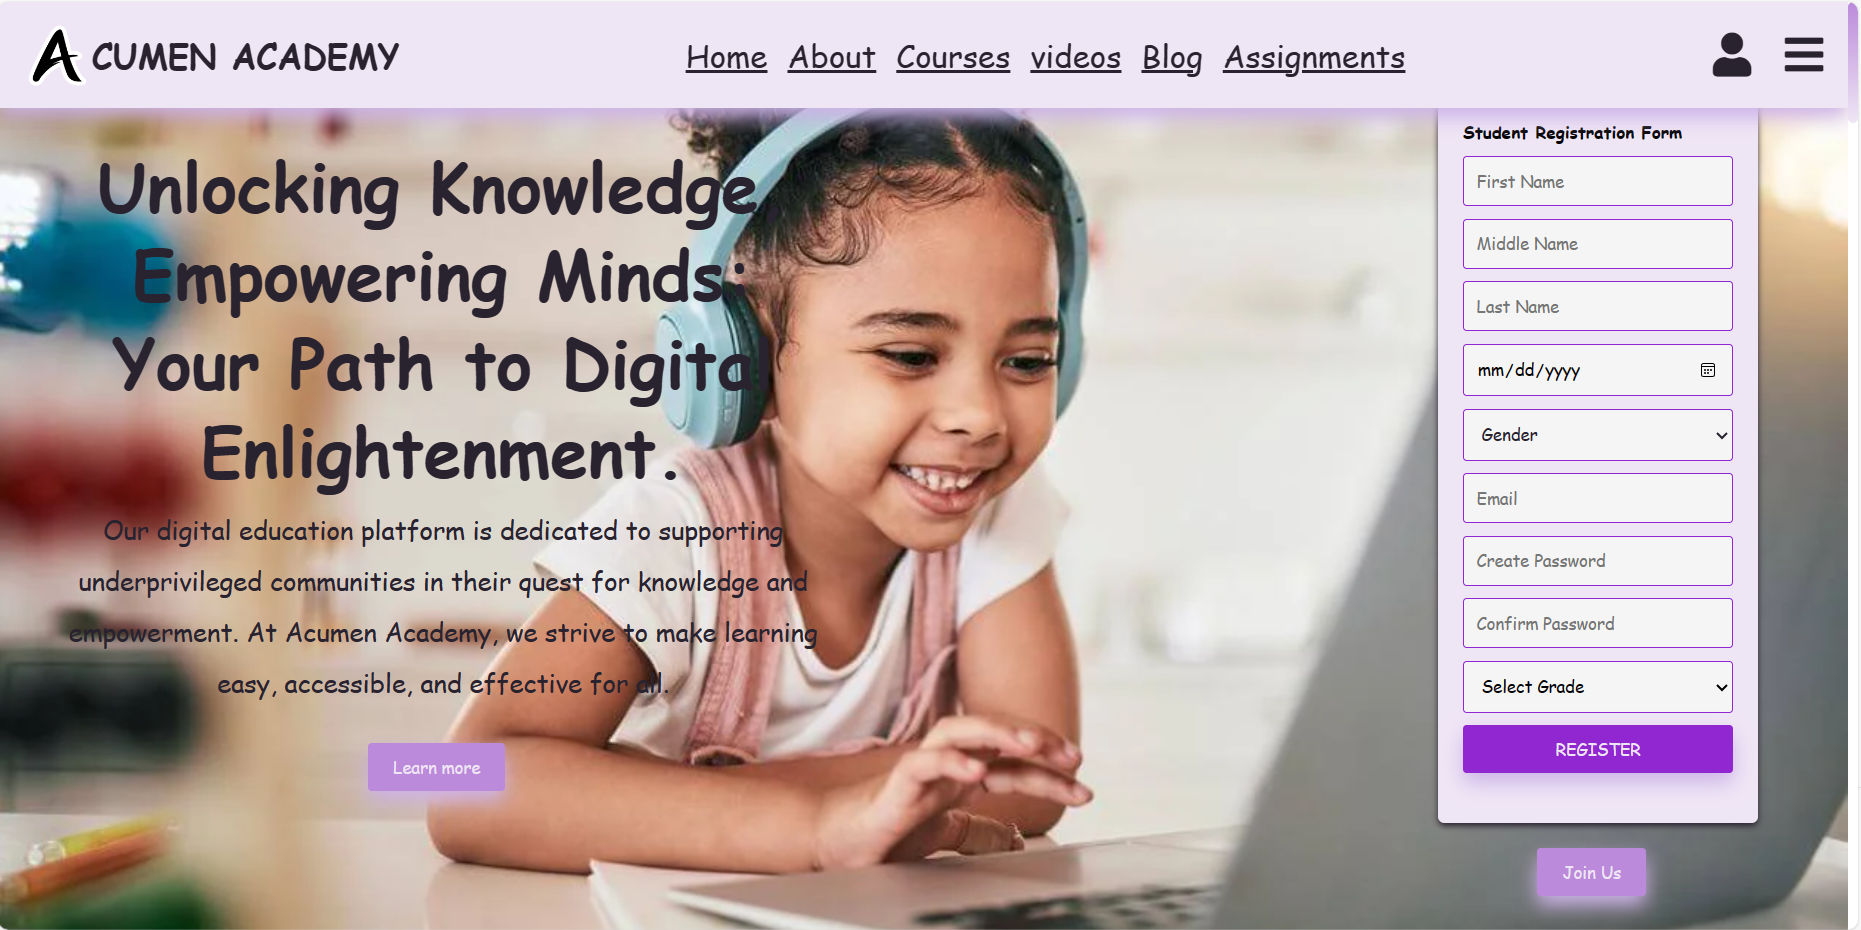 A CUMEN ACADEMY
Home About Courses videos Blog Assignments
Unlocking Knowledge,
Empowering Minds:
Your Path to Digital
Enlightenment.
Our digital education platform is dedicated to supporting
underprivileged communities in their quest for knowledge and
empowerment. At Acumen Academy, we strive to make learning
easy, accessible, and effective for all.
Learn more
Student Registration Form
First Name
Middle Name
Last Name
mm/dd/yyyy
Gender
Email
Create Password
Confirm Password
Select Grade
REGISTER
Join Us